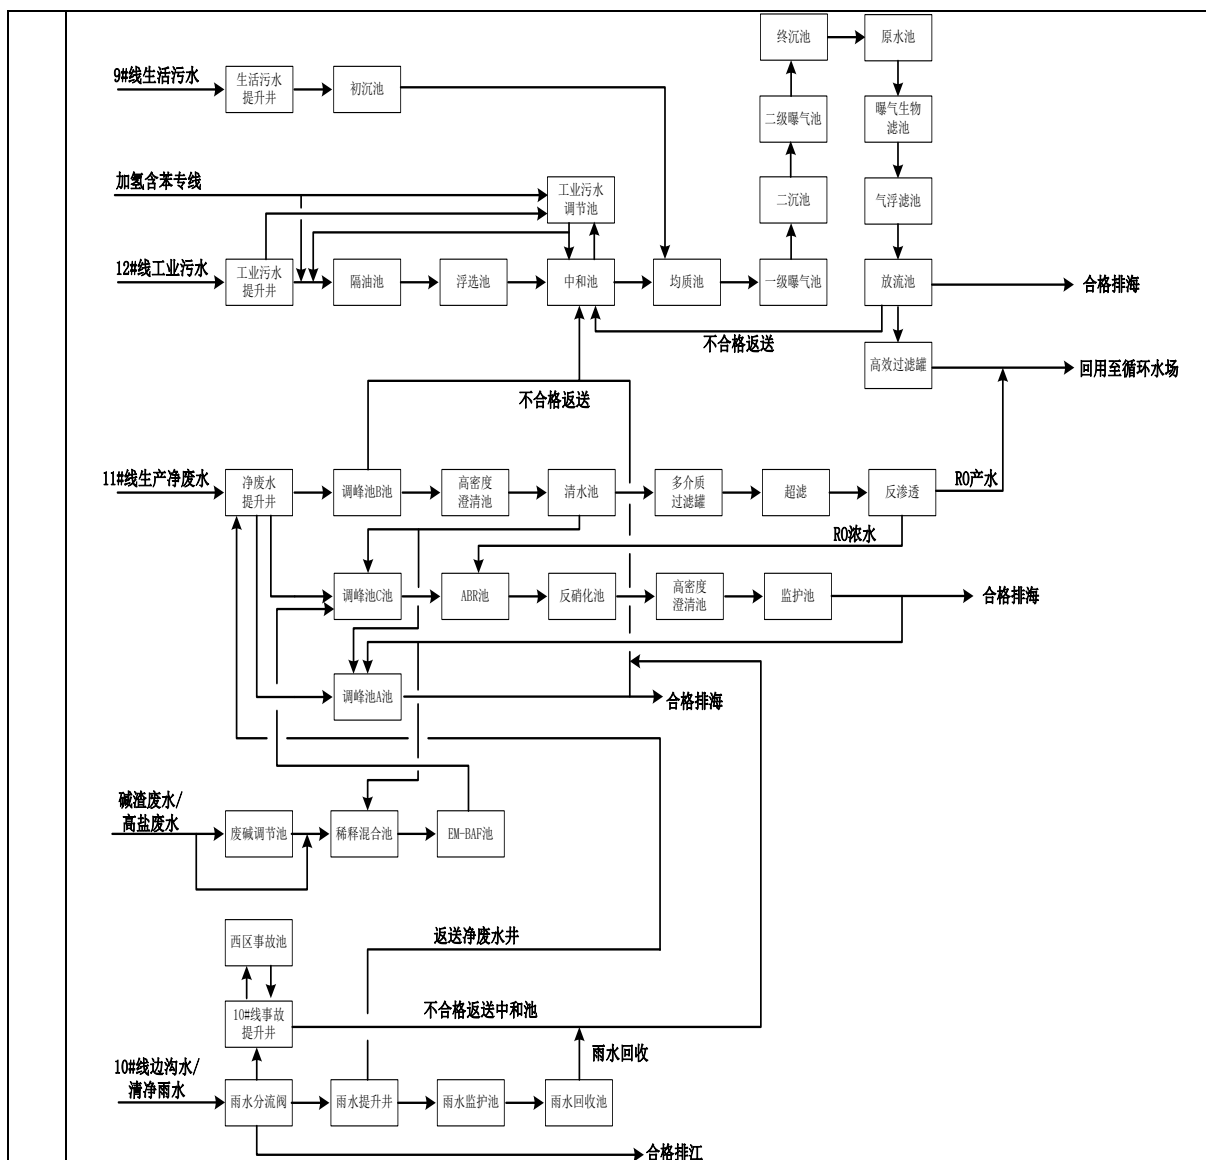 终沉池
原水池
9#线生活污水
生活污水
提升井
初沉池
二级曝气池
曝气生物
滤池
加氢含苯专线
工业污水
调节池
二沉池
气浮滤池
12#线工业污水
工业污水
提升井
隔油池
浮选池
中和池
均质池
一级曝气池
放流池
合格排海
不合格返送
高效过滤罐
回用至循环水场
不合格返送
11#线生产净废水
净废水
提升井
调峰池B池
高密度
澄清池
清水池
多介质
过滤罐
超滤
反渗透
RO产水
RO浓水
调峰池C池
ABR池
反硝化池
高密度
澄清池
监护池
合格排海
调峰池A池
合格排海
碱渣废水/
高盐废水
废碱调节池
稀释混合池
EM-BAF池
西区事故池
返送净废水井
10#线事故
提升井
不合格返送中和池
雨水回收
10#线边沟水/
清净雨水
雨水分流阀
雨水提升井
雨水监护池
雨水回收池
合格排江